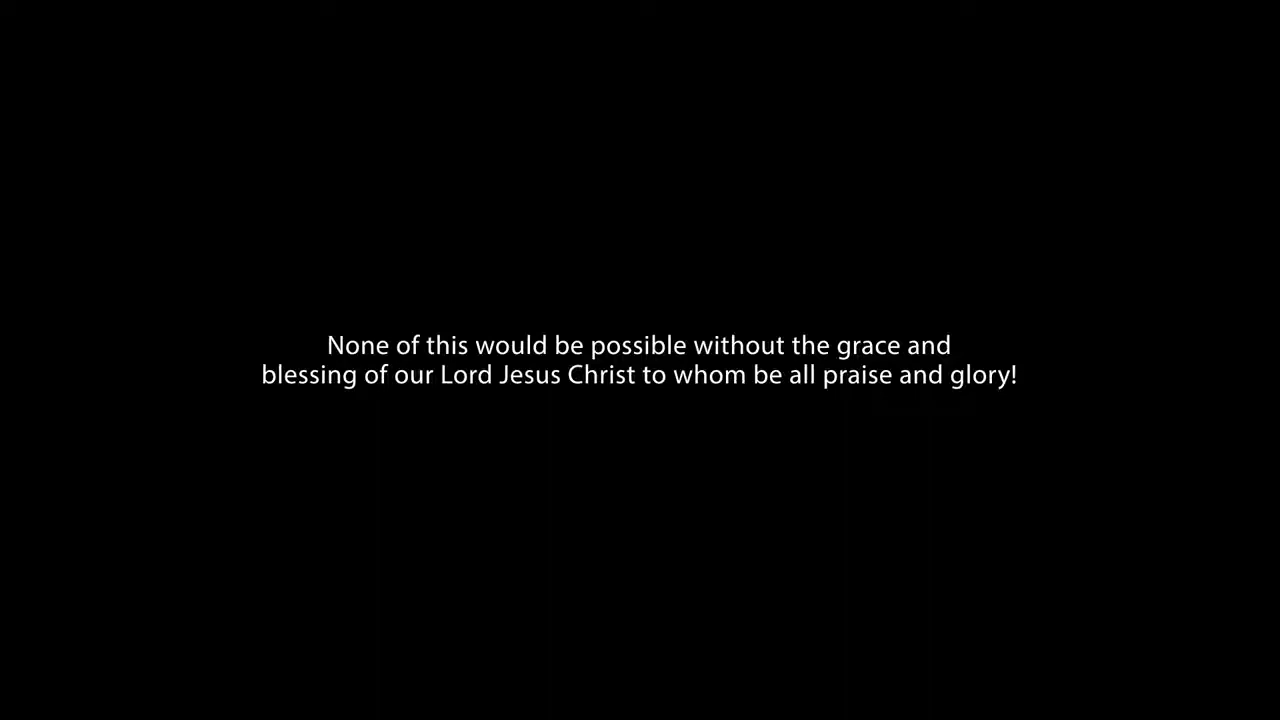 None of this would be possible without the grace and
blessing of our Lord Jesus Christ to whom be all praise and glory!